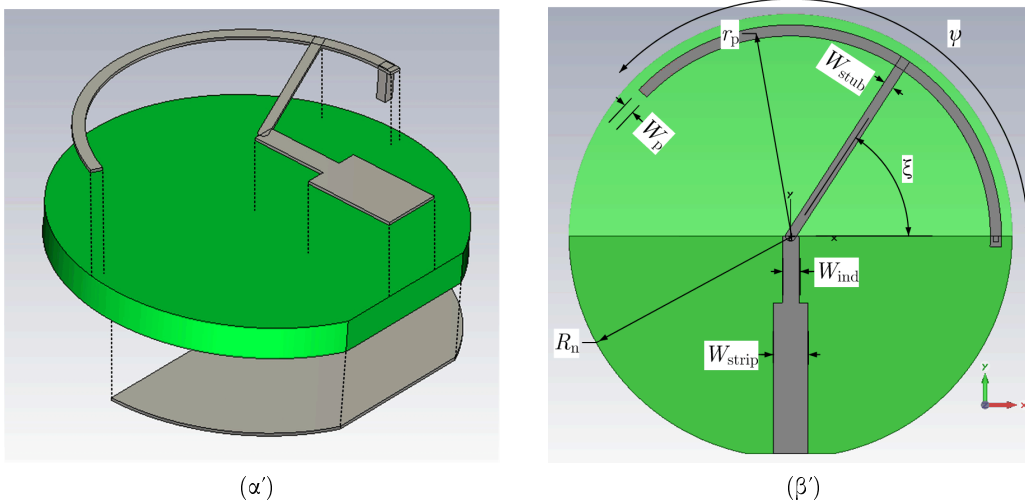 r_p
ψ
W_stub
W_p
ξ
y
x
W_ind
R_n
W_strip
y
x
(α′)
(β′)